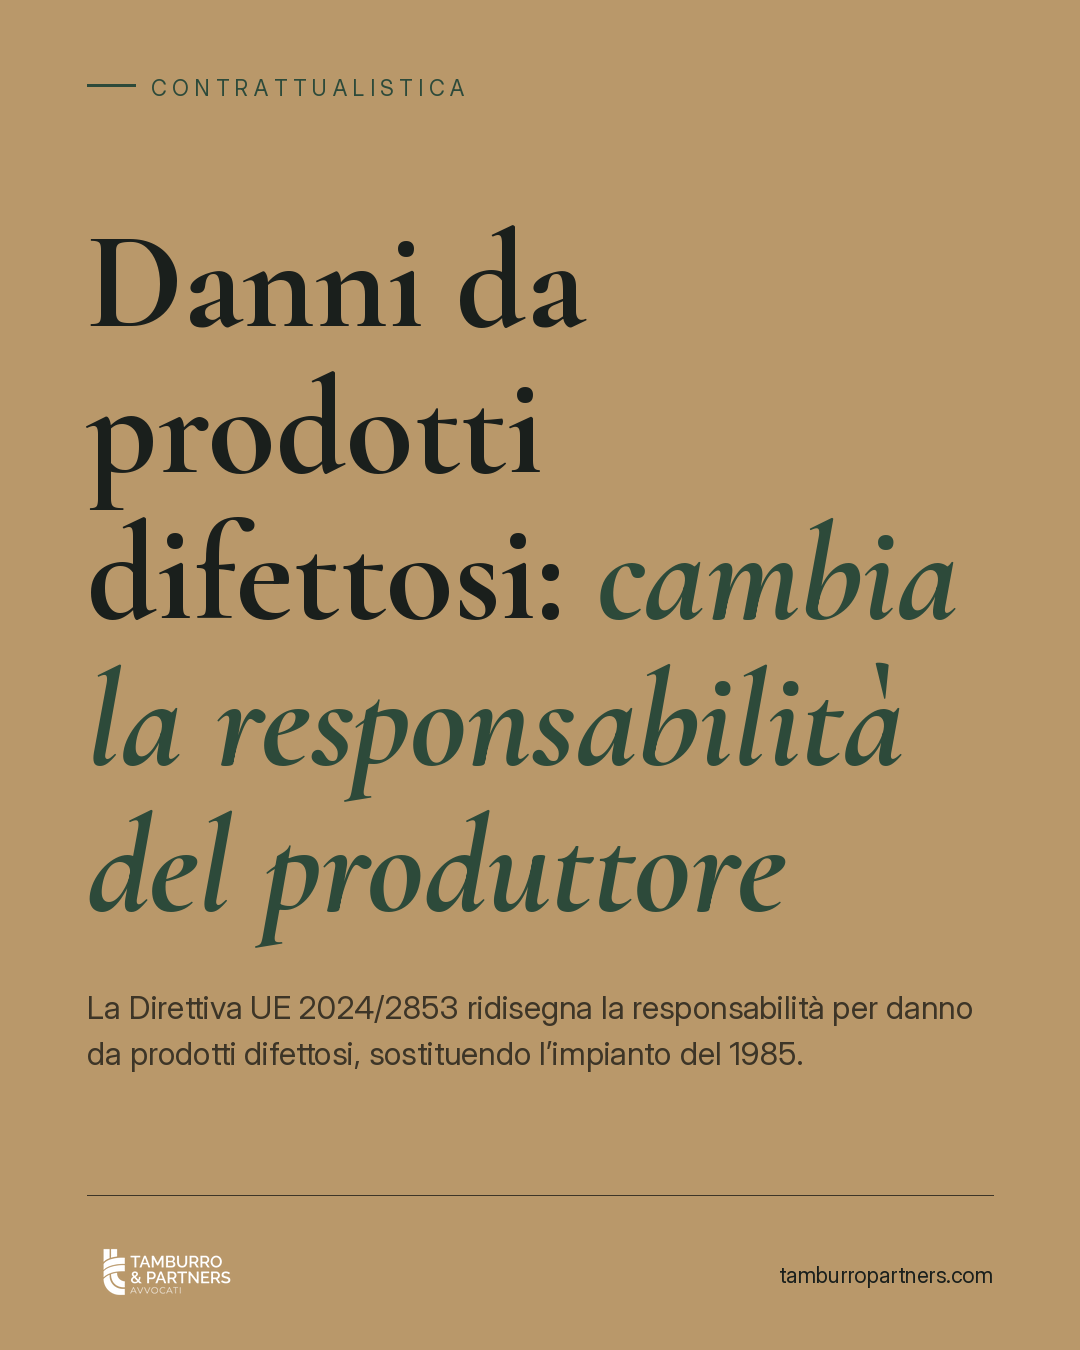 CONTRATTUALISTICA
Danni da
prodotti
difettosi: cambia
la responsabilità
del produttore
La Direttiva UE 2024/2853 ridisegna la responsabilità per danno
da prodotti difettosi, sostituendo l’impianto del 1985.
TAMBURRO
& PARTNERS
AVVOCATI
tamburropartners.com